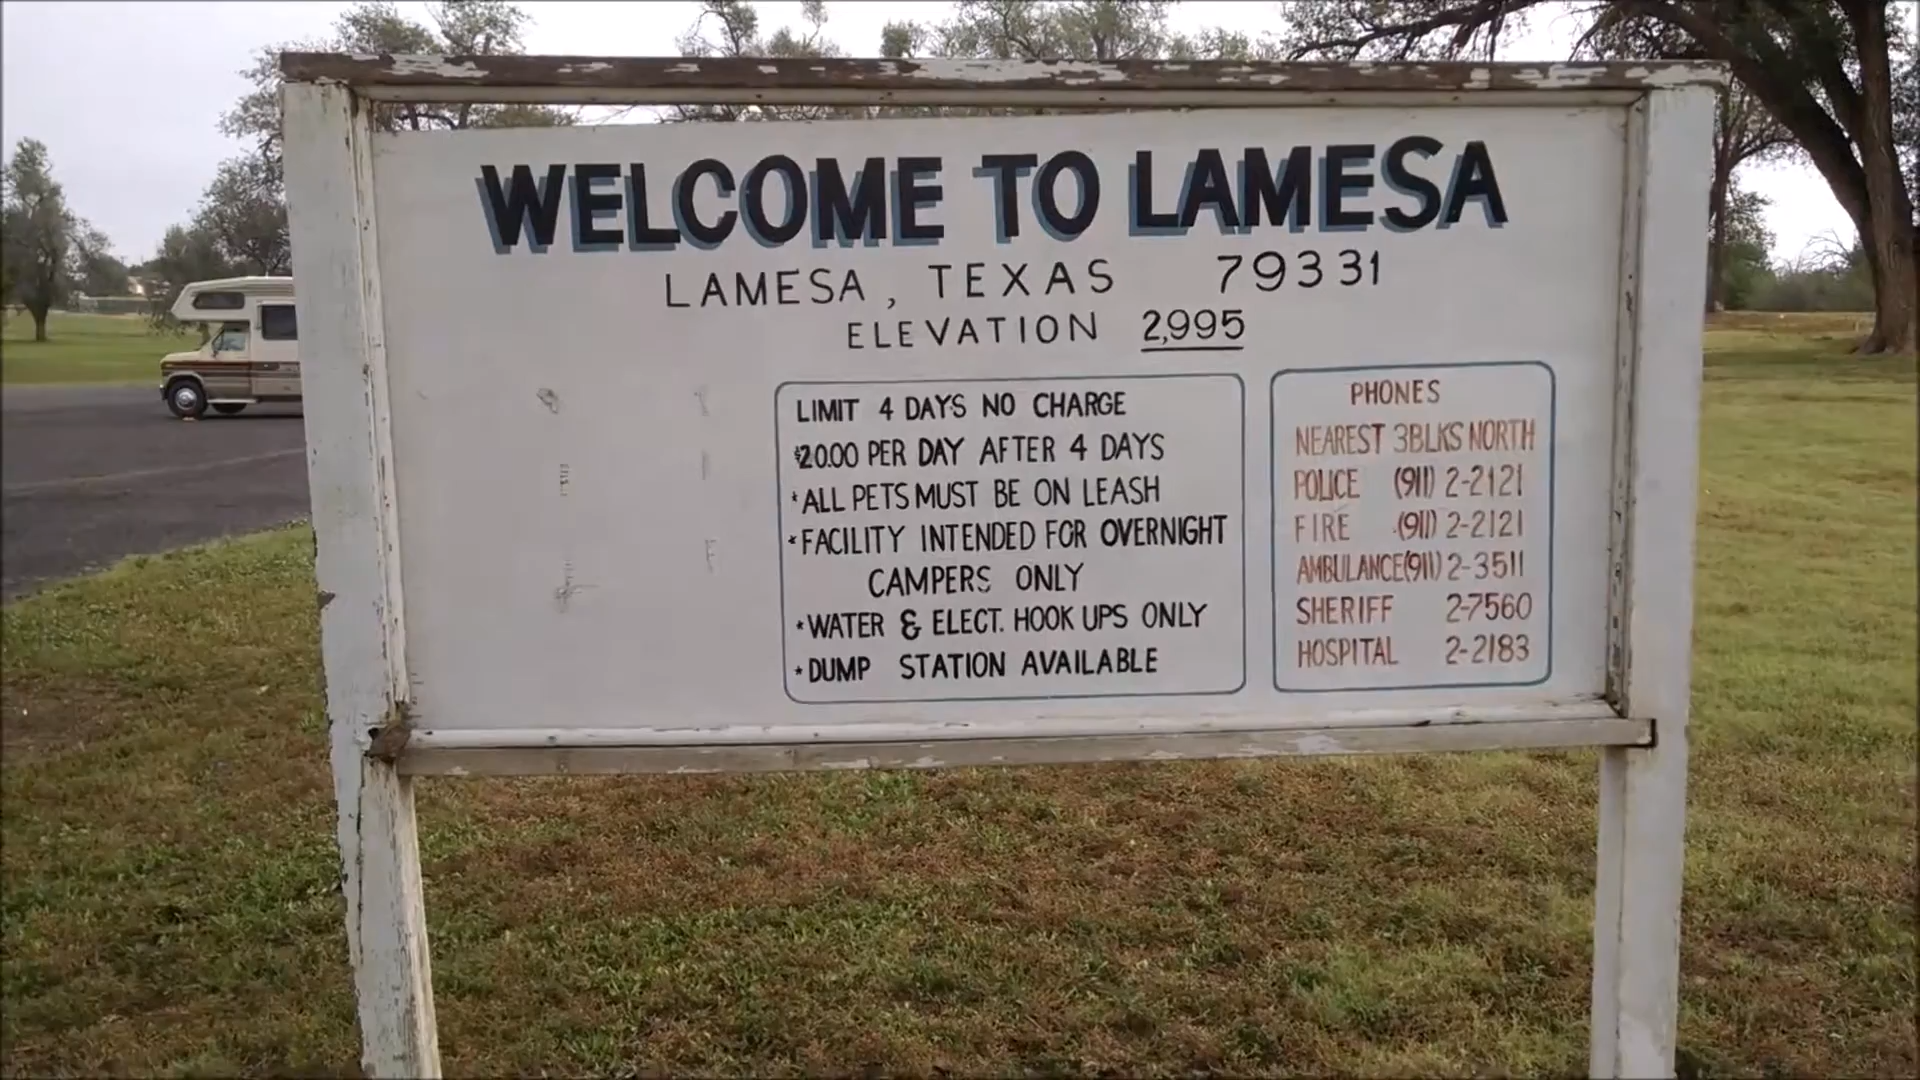 WELCOME TO LAMESA
LAMESA, TEXAS 79331
ELEVATION 2,995
LIMIT 4 DAYS NO CHARGE
$20.00 PER DAY AFTER 4 DAYS
*ALL PETS MUST BE ON LEASH
*FACILITY INTENDED FOR OVERNIGHT
CAMPERS ONLY
*WATER & ELECT. HOOK UPS ONLY
*DUMP STATION AVAILABLE
PHONES
NEAREST 3BLKS NORTH
POLICE (911) 2-2121
FIRE (911) 2-2121
AMBULANCE (911) 2-3511
SHERIFF 2-7560
HOSPITAL 2-2183